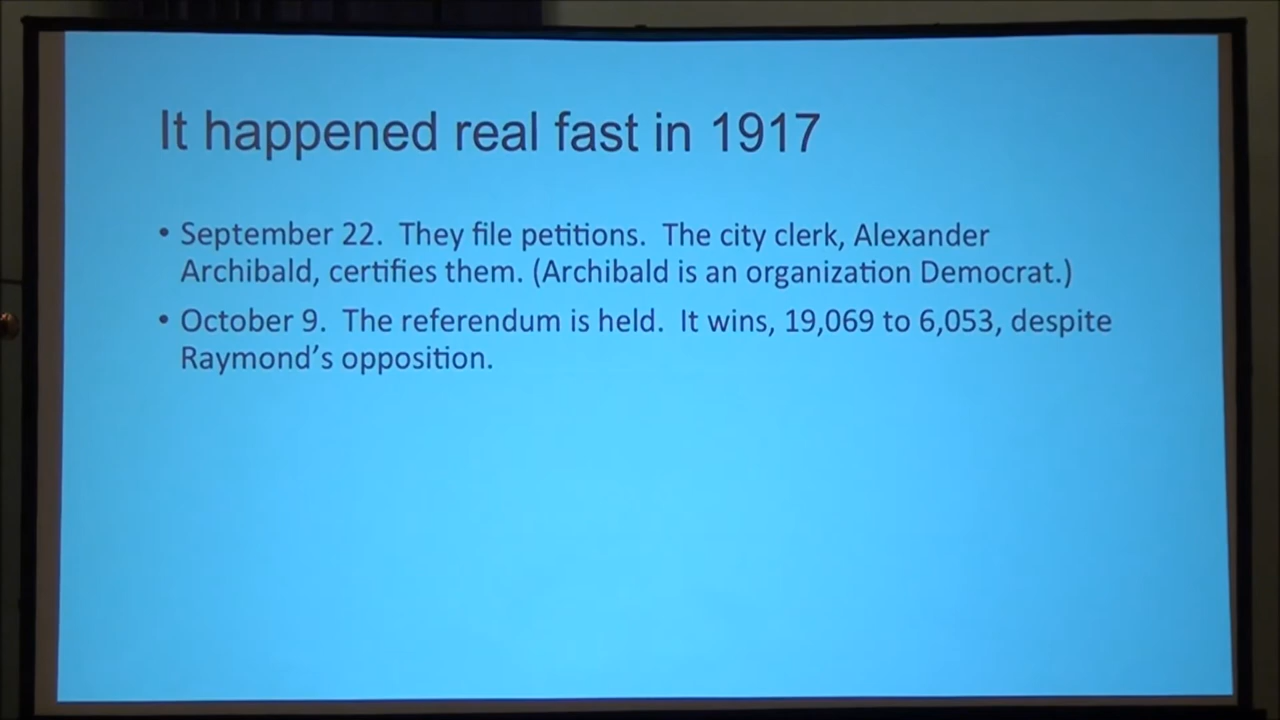 It happened real fast in 1917
• September 22.  They file petitions.  The city clerk, Alexander
Archibald, certifies them. (Archibald is an organization Democrat.)
• October 9.  The referendum is held.  It wins, 19,069 to 6,053, despite
Raymond’s opposition.